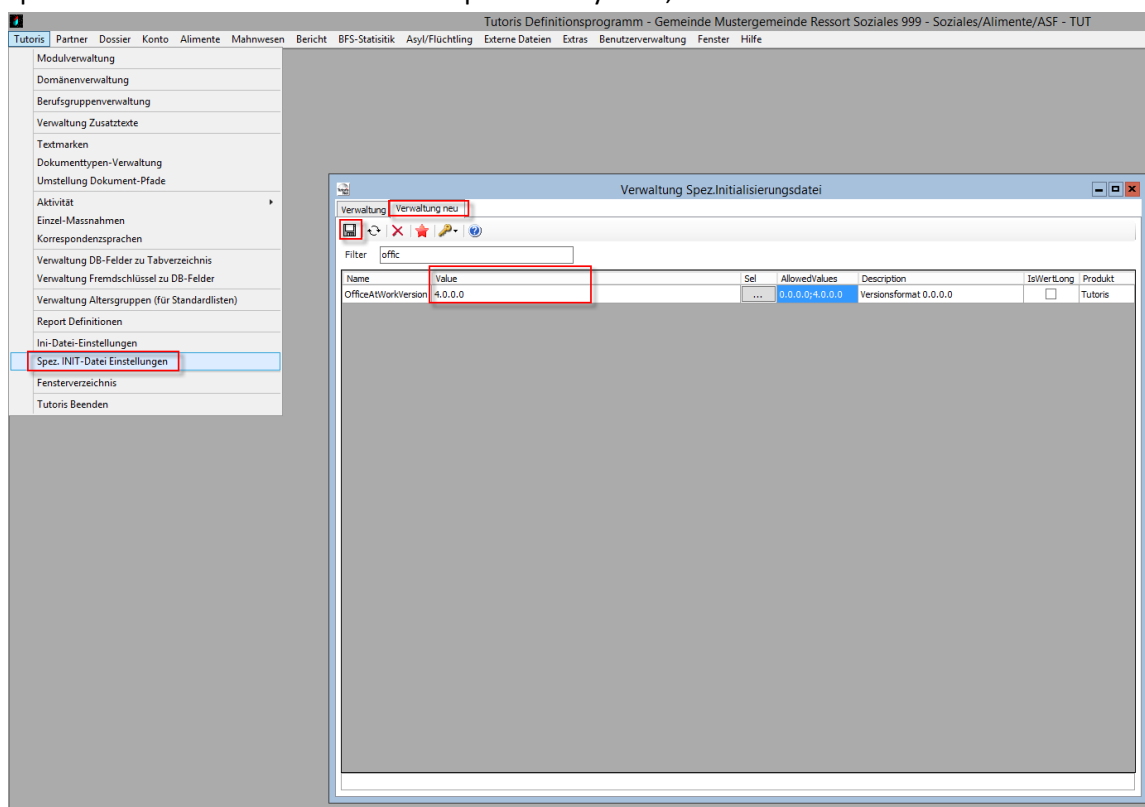 Tutoris Definitionsprogramm - Gemeinde Mustergemeinde Ressort Soziales 999 - Soziales/Alimente/ASF - TUT
Tutoris Partner Dossier Konto Alimente Mahnwesen Bericht BFS-Statisitik Asyl/Flüchtling Externe Dateien Extras Benutzerverwaltung Fenster Hilfe
Modulverwaltung
Domänenverwaltung
Berufsgruppenverwaltung
Verwaltung Zusatztexte
Textmarken
Dokumenttypen-Verwaltung
Umstellung Dokument-Pfade
Aktivität
Einzel-Massnahmen
Korrespondenzsprachen
Verwaltung DB-Felder zu Tabverzeichnis
Verwaltung Fremdschlüssel zu DB-Felder
Verwaltung Altersgruppen (für Standardlisten)
Report Definitionen
Ini-Datei-Einstellungen
Spez. INIT-Datei Einstellungen
Fensterverzeichnis
Tutoris Beenden
Verwaltung Spez.Initialisierungsdatei
Verwaltung Verwaltung neu
Filter offic
Name Value Sel AllowedValues Description IsWertLong Produkt
OfficeAtWorkVersion 4.0.0.0 ... 0.0.0.0;4.0.0.0 Versionsformat 0.0.0.0 Tutoris